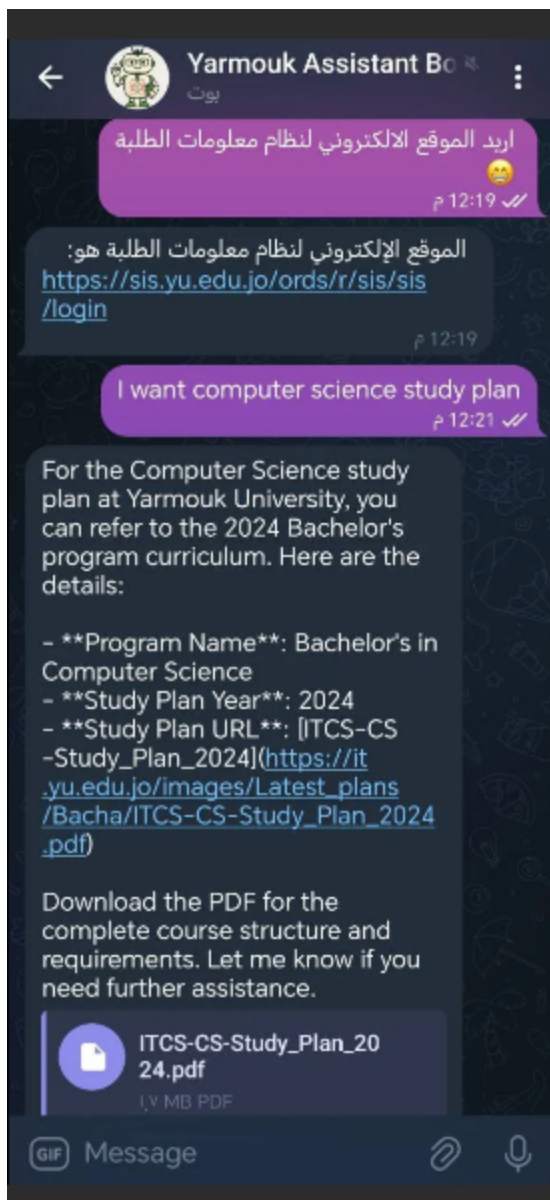 Yarmouk Assistant Bo
بوت
اريد الموقع الالكتروني لنظام معلومات الطلبة
😁
12:19 م
الموقع الإلكتروني لنظام معلومات الطلبة هو:
https://sis.yu.edu.jo/ords/r/sis/sis
/login
12:19 م
I want computer science study plan
12:21 م
For the Computer Science study
plan at Yarmouk University, you
can refer to the 2024 Bachelor's
program curriculum. Here are the
details:
- **Program Name**: Bachelor's in
Computer Science
- **Study Plan Year**: 2024
- **Study Plan URL**: [ITCS-CS
-Study_Plan_2024](https://it
.yu.edu.jo/images/Latest_plans
/Bacha/ITCS-CS-Study_Plan_2024
.pdf)
Download the PDF for the
complete course structure and
requirements. Let me know if you
need further assistance.
ITCS-CS-Study_Plan_20
24.pdf
١,٧ MB PDF
GIF Message